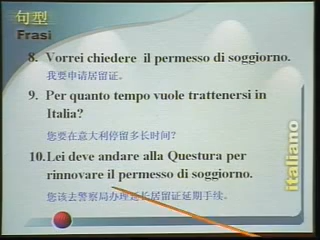 句型
Frasi
8. Vorrei chiedere il permesso di soggiorno.
我要申请居留证。
9. Per quanto tempo vuole trattenersi in
Italia?
您要在意大利停留多长时间？
10.Lei deve andare alla Questura per
rinnovare il permesso di soggiorno.
您该去警察局办理延长居留证延期手续。
italiano